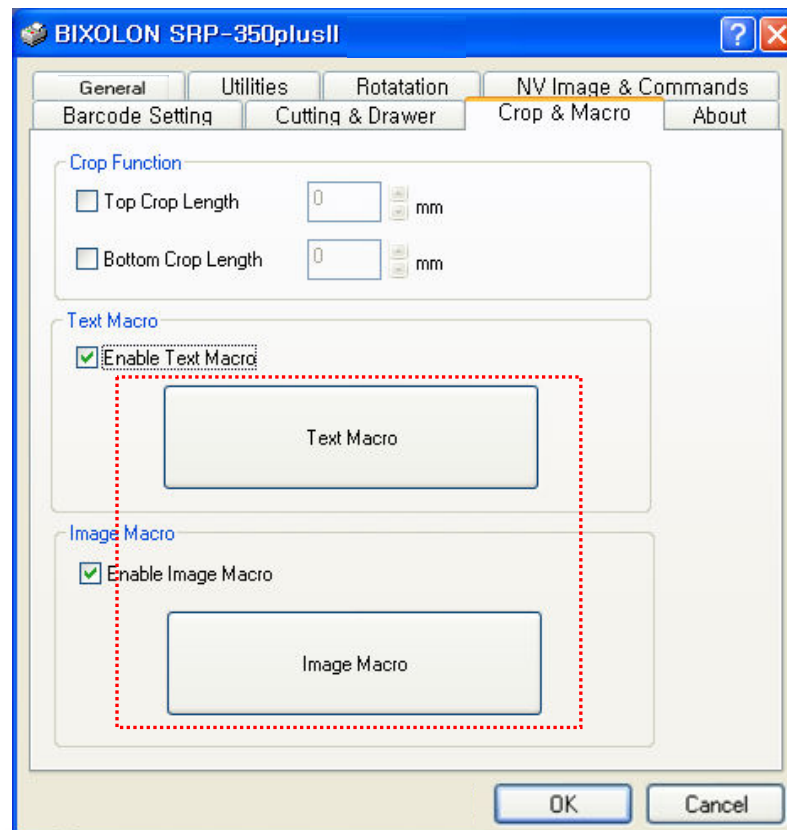 BIXOLON SRP-350plusII
General Utilities Rotatation NV Image & Commands
Barcode Setting Cutting & Drawer Crop & Macro About
Crop Function
Top Crop Length 0 mm
Bottom Crop Length 0 mm
Text Macro
Enable Text Macro
Text Macro
Image Macro
Enable Image Macro
Image Macro
OK Cancel